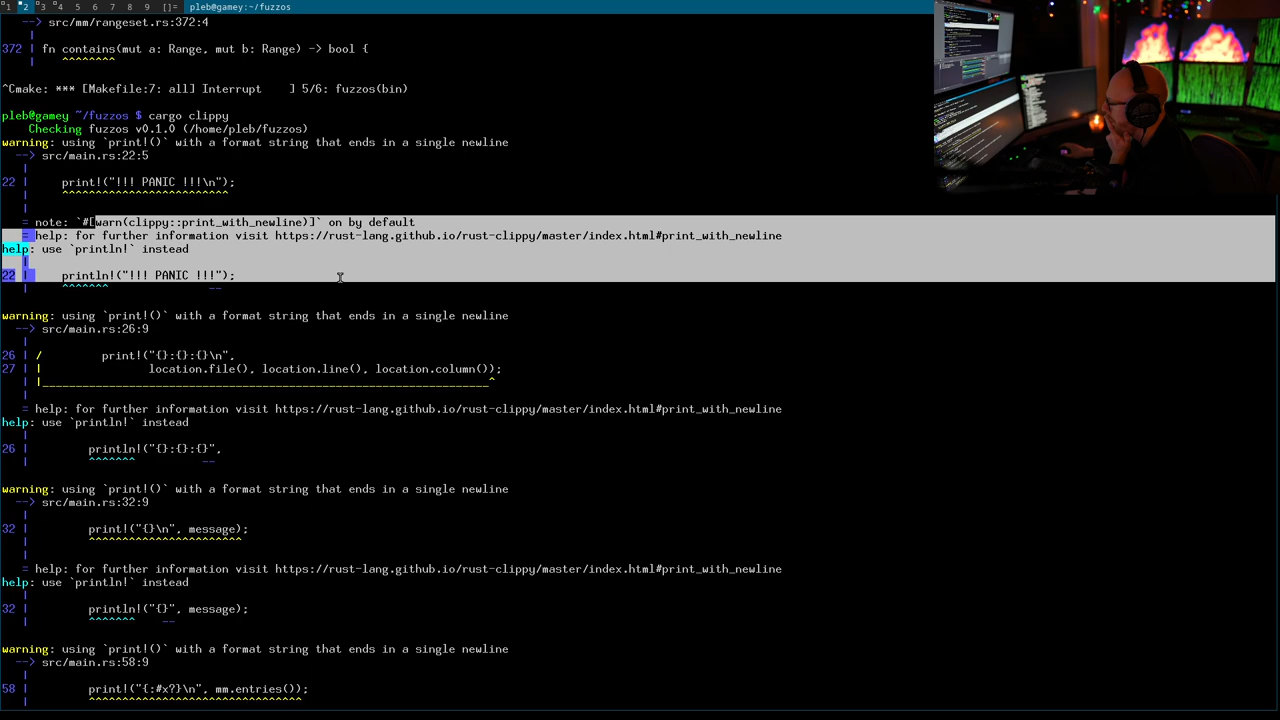 1 2 3 4 5 6 7 8 9 []= pleb@gamey:~/fuzzos
--> src/mm/rangeset.rs:372:4
|
372 | fn contains(mut a: Range, mut b: Range) -> bool {
| ^^^^^^^^
^Cmake: *** [Makefile:7: all] Interrupt ] 5/6: fuzzos(bin)
pleb@gamey ~/fuzzos $ cargo clippy
Checking fuzzos v0.1.0 (/home/pleb/fuzzos)
warning: using `print!()` with a format string that ends in a single newline
--> src/main.rs:22:5
|
22 | print!("!!! PANIC !!!\n");
| ^^^^^^^^^^^^^^^^^^^^^^^^^
|
= note: `#[warn(clippy::print_with_newline)]` on by default
= help: for further information visit https://rust-lang.github.io/rust-clippy/master/index.html#print_with_newline
help: use `println!` instead
|
22 | println!("!!! PANIC !!!");
| ^^^^^^^ --
warning: using `print!()` with a format string that ends in a single newline
--> src/main.rs:26:9
|
26 | / print!("{}:{}:{}\n",
27 | | location.file(), location.line(), location.column());
| |____________________________________________________________________^
|
= help: for further information visit https://rust-lang.github.io/rust-clippy/master/index.html#print_with_newline
help: use `println!` instead
|
26 | println!("{}:{}:{}",
| ^^^^^^^ --
warning: using `print!()` with a format string that ends in a single newline
--> src/main.rs:32:9
|
32 | print!("{}\n", message);
| ^^^^^^^^^^^^^^^^^^^^^^^
|
= help: for further information visit https://rust-lang.github.io/rust-clippy/master/index.html#print_with_newline
help: use `println!` instead
|
32 | println!("{}", message);
| ^^^^^^^ --
warning: using `print!()` with a format string that ends in a single newline
--> src/main.rs:58:9
|
58 | print!("{:#x?}\n", mm.entries());
| ^^^^^^^^^^^^^^^^^^^^^^^^^^^^^^^^